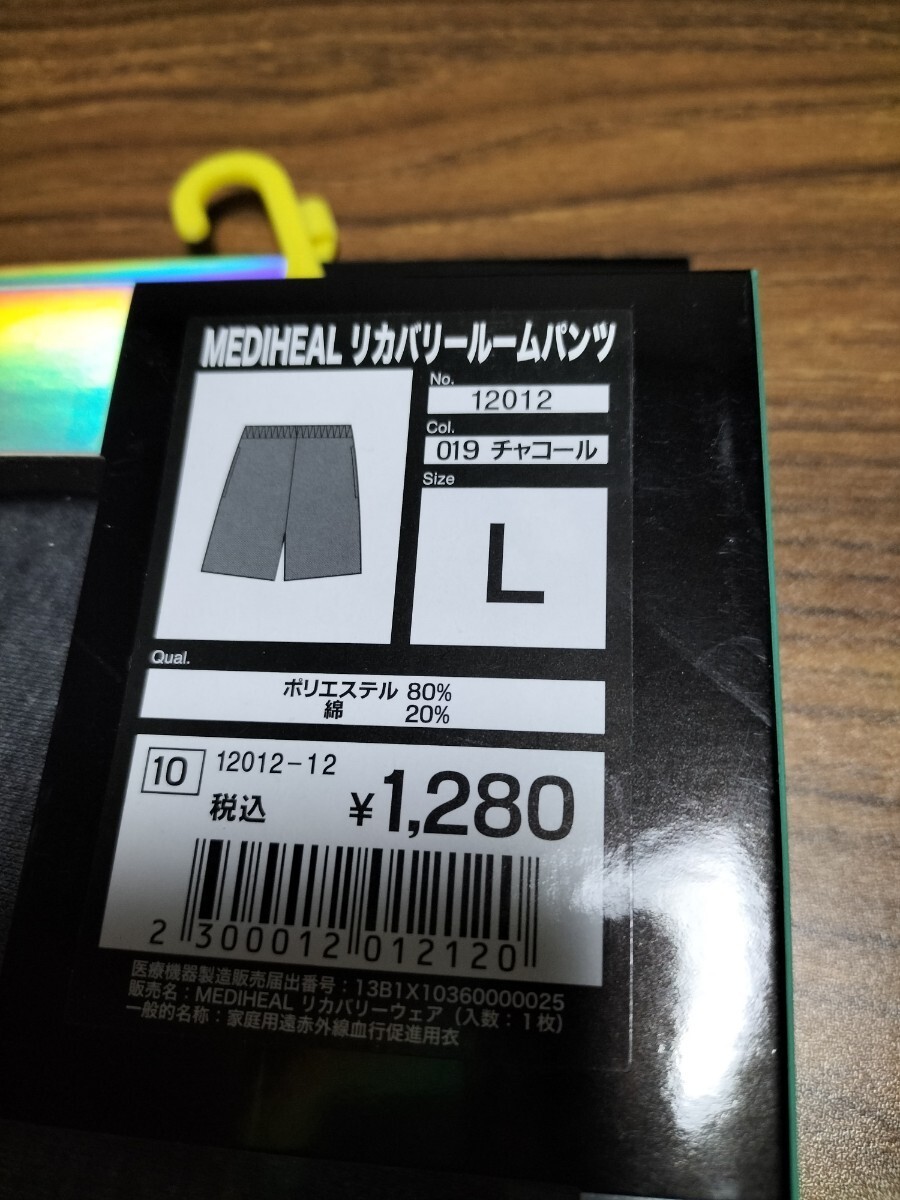 MEDIHEAL リカバリールームパンツ
No.
12012
Col.
019 チャコール
Size
L
Qual.
ポリエステル 80%
綿 20%
10 12012-12
税込 ¥1,280
2 300012 012120
医療機器製造販売届出番号：13B1X10360000025
販売名：MEDIHEAL リカバリーウェア（入数：１枚）
一般的名称：家庭用遠赤外線血行促進用衣